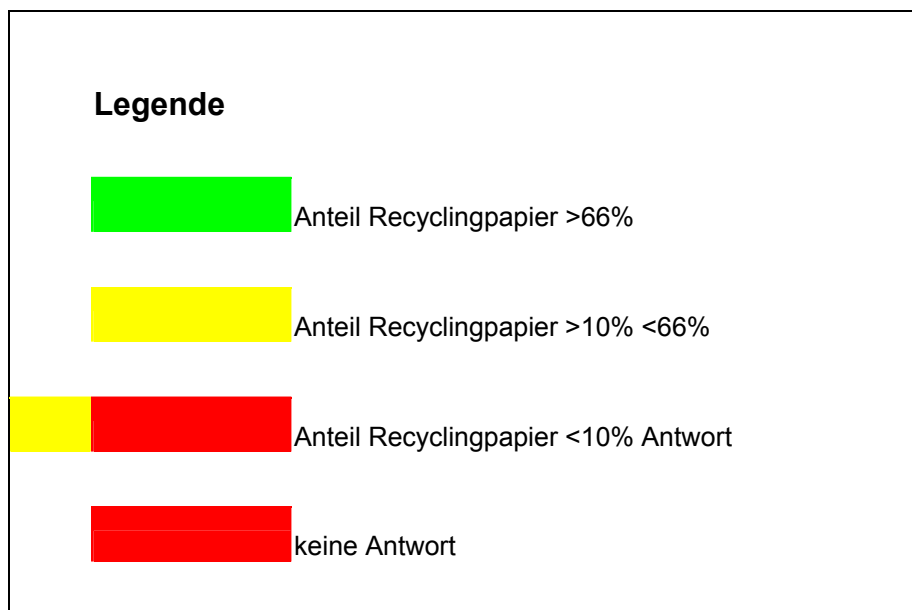 Legende
Anteil Recyclingpapier >66%
Anteil Recyclingpapier >10% <66%
Anteil Recyclingpapier <10% Antwort
keine Antwort